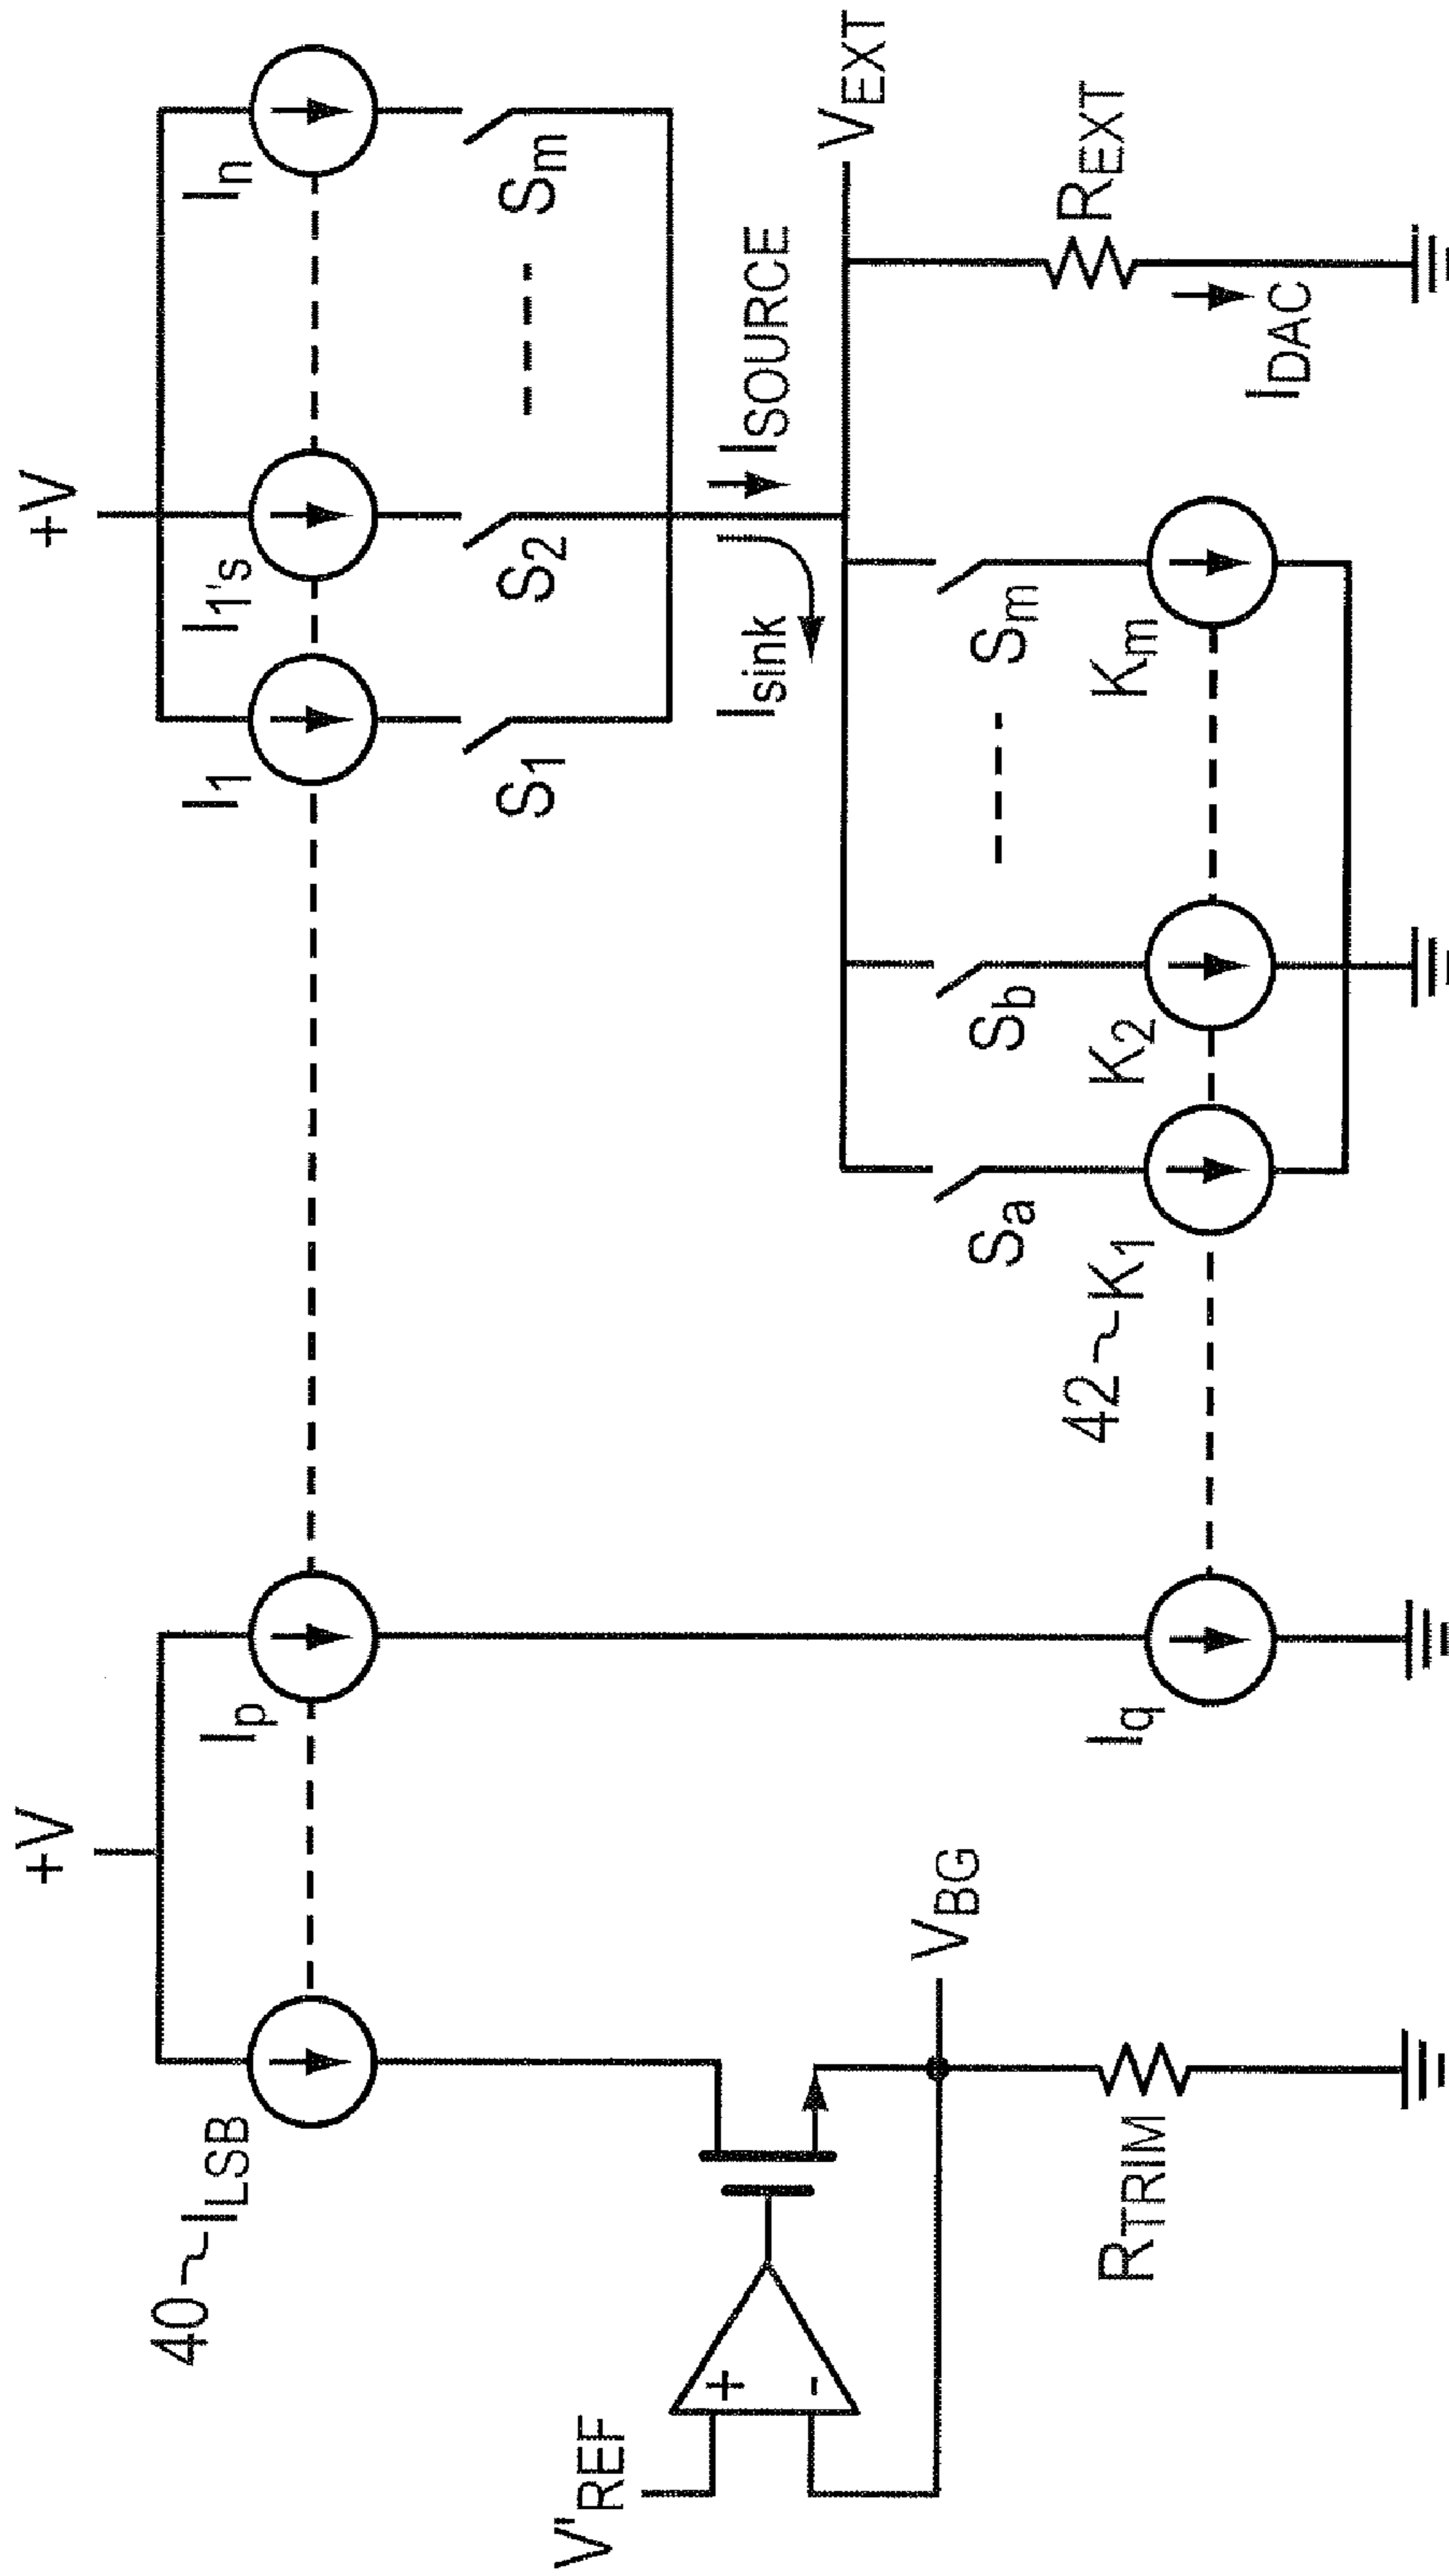 +V
+V
40 I_LSB
I_p
I_1
I_1's
I_n
S_1
S_2
S_m
I_sink
I_SOURCE
V_EXT
V'_REF
+
-
V_BG
R_TRIM
I_q
42 K_1
K_2
K_m
S_a
S_b
S_m
R_EXT
I_DAC